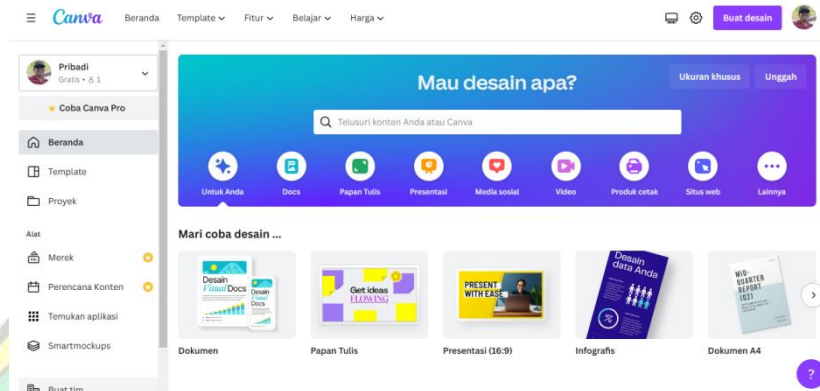 Canva
Beranda
Template
Fitur
Belajar
Harga
Buat desain
Pribadi
Gratis • 1
Coba Canva Pro
Beranda
Template
Proyek
Alat
Merek
Perencana Konten
Temukan aplikasi
Smartmockups
Buat tim
Mau desain apa?
Ukuran khusus
Unggah
Telusuri konten Anda atau Canva
Untuk Anda
Docs
Papan Tulis
Presentasi
Media sosial
Video
Produk cetak
Situs web
Lainnya
Mari coba desain ...
Desain
Visual Docs
Desain
Visual
Docs
Get ideas
FLOWING
PRESENT
WITH EASE
Desain
data Anda
MID-
QUARTER
REPORT
(Q2)
Dokumen
Papan Tulis
Presentasi (16:9)
Infografis
Dokumen A4
?